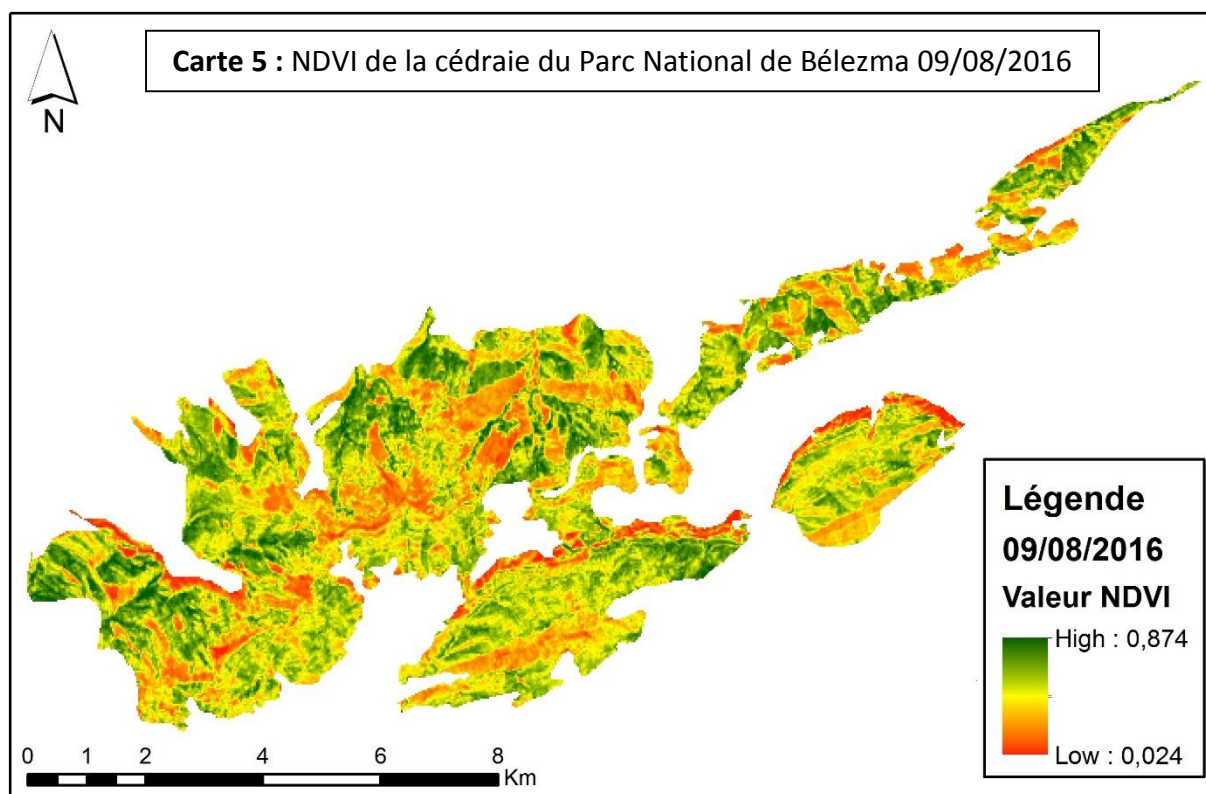 Carte 5 : NDVI de la cédraie du Parc National de Bélezma 09/08/2016
N
Légende
09/08/2016
Valeur NDVI
High : 0,874
Low : 0,024
0 1 2 4 6 8
Km